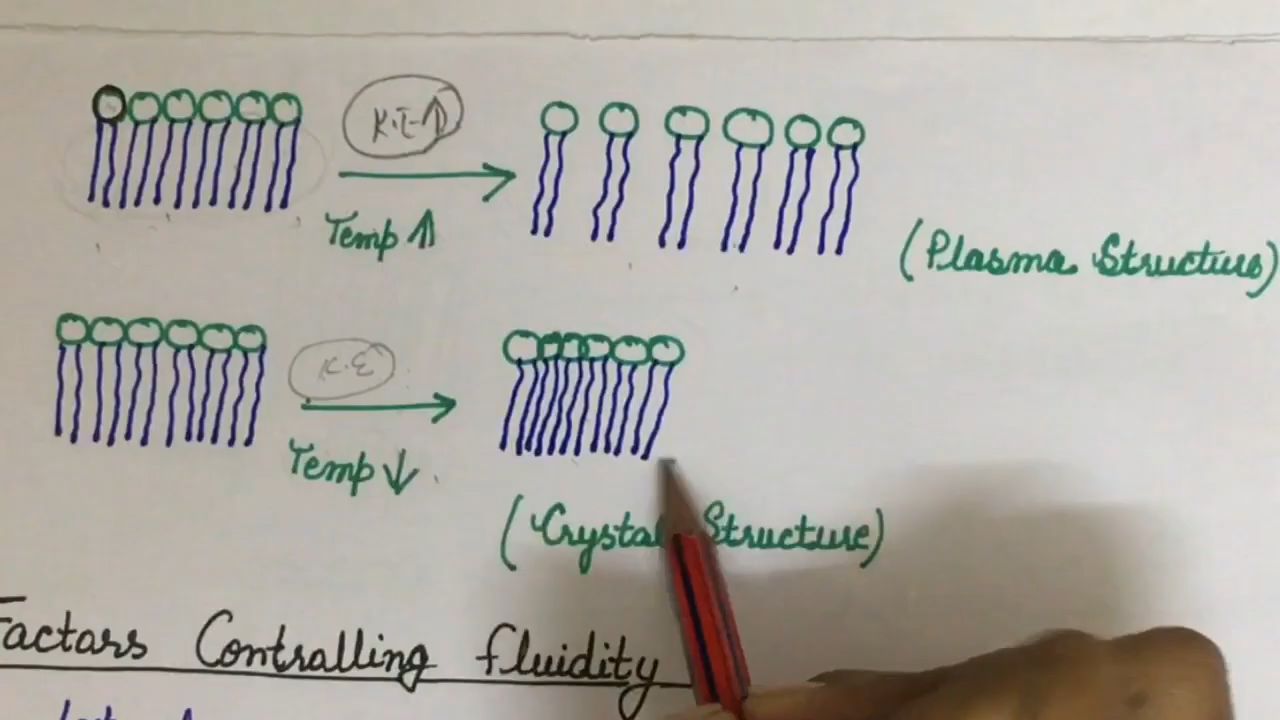 K.E ↑
Temp ↑
(Plasma Structure)
K.E
Temp ↓
(Crystal Structure)
Factors Controlling fluidity